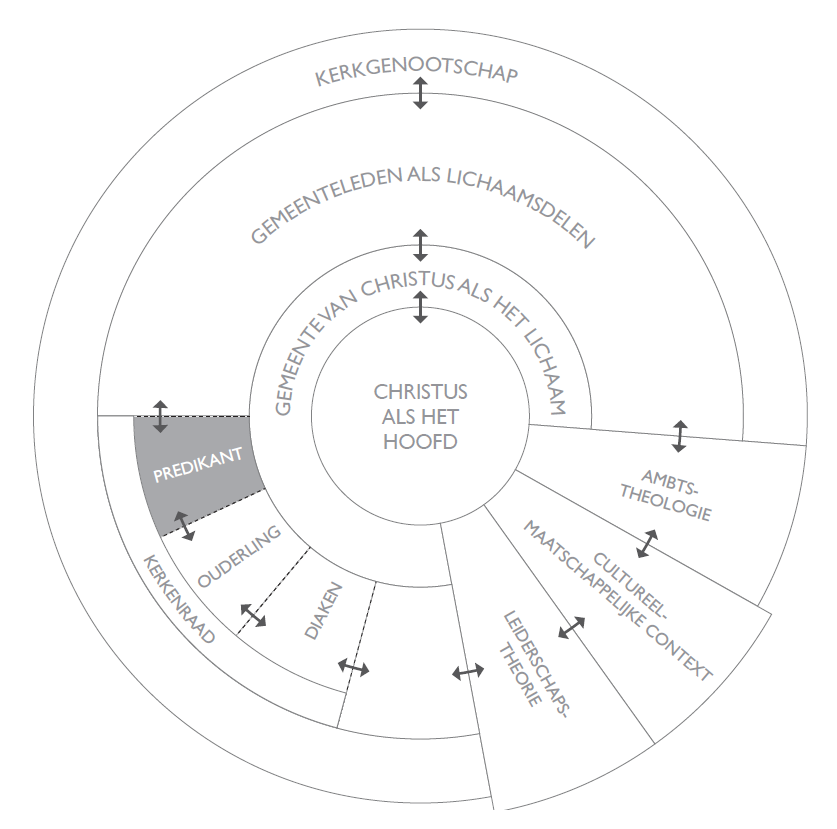 KERKGENOOTSCHAP
GEMEENTELEDEN ALS LICHAAMSDELEN
GEMEENTE VAN CHRISTUS ALS HET LICHAAM
CHRISTUS
ALS HET
HOOFD
PREDIKANT
OUDERLING
DIAKEN
KERKENRAAD
AMBTS-
THEOLOGIE
CULTUREEL-
MAATSCHAPPELIJKE CONTEXT
LEIDERSCHAPS-
THEORIE